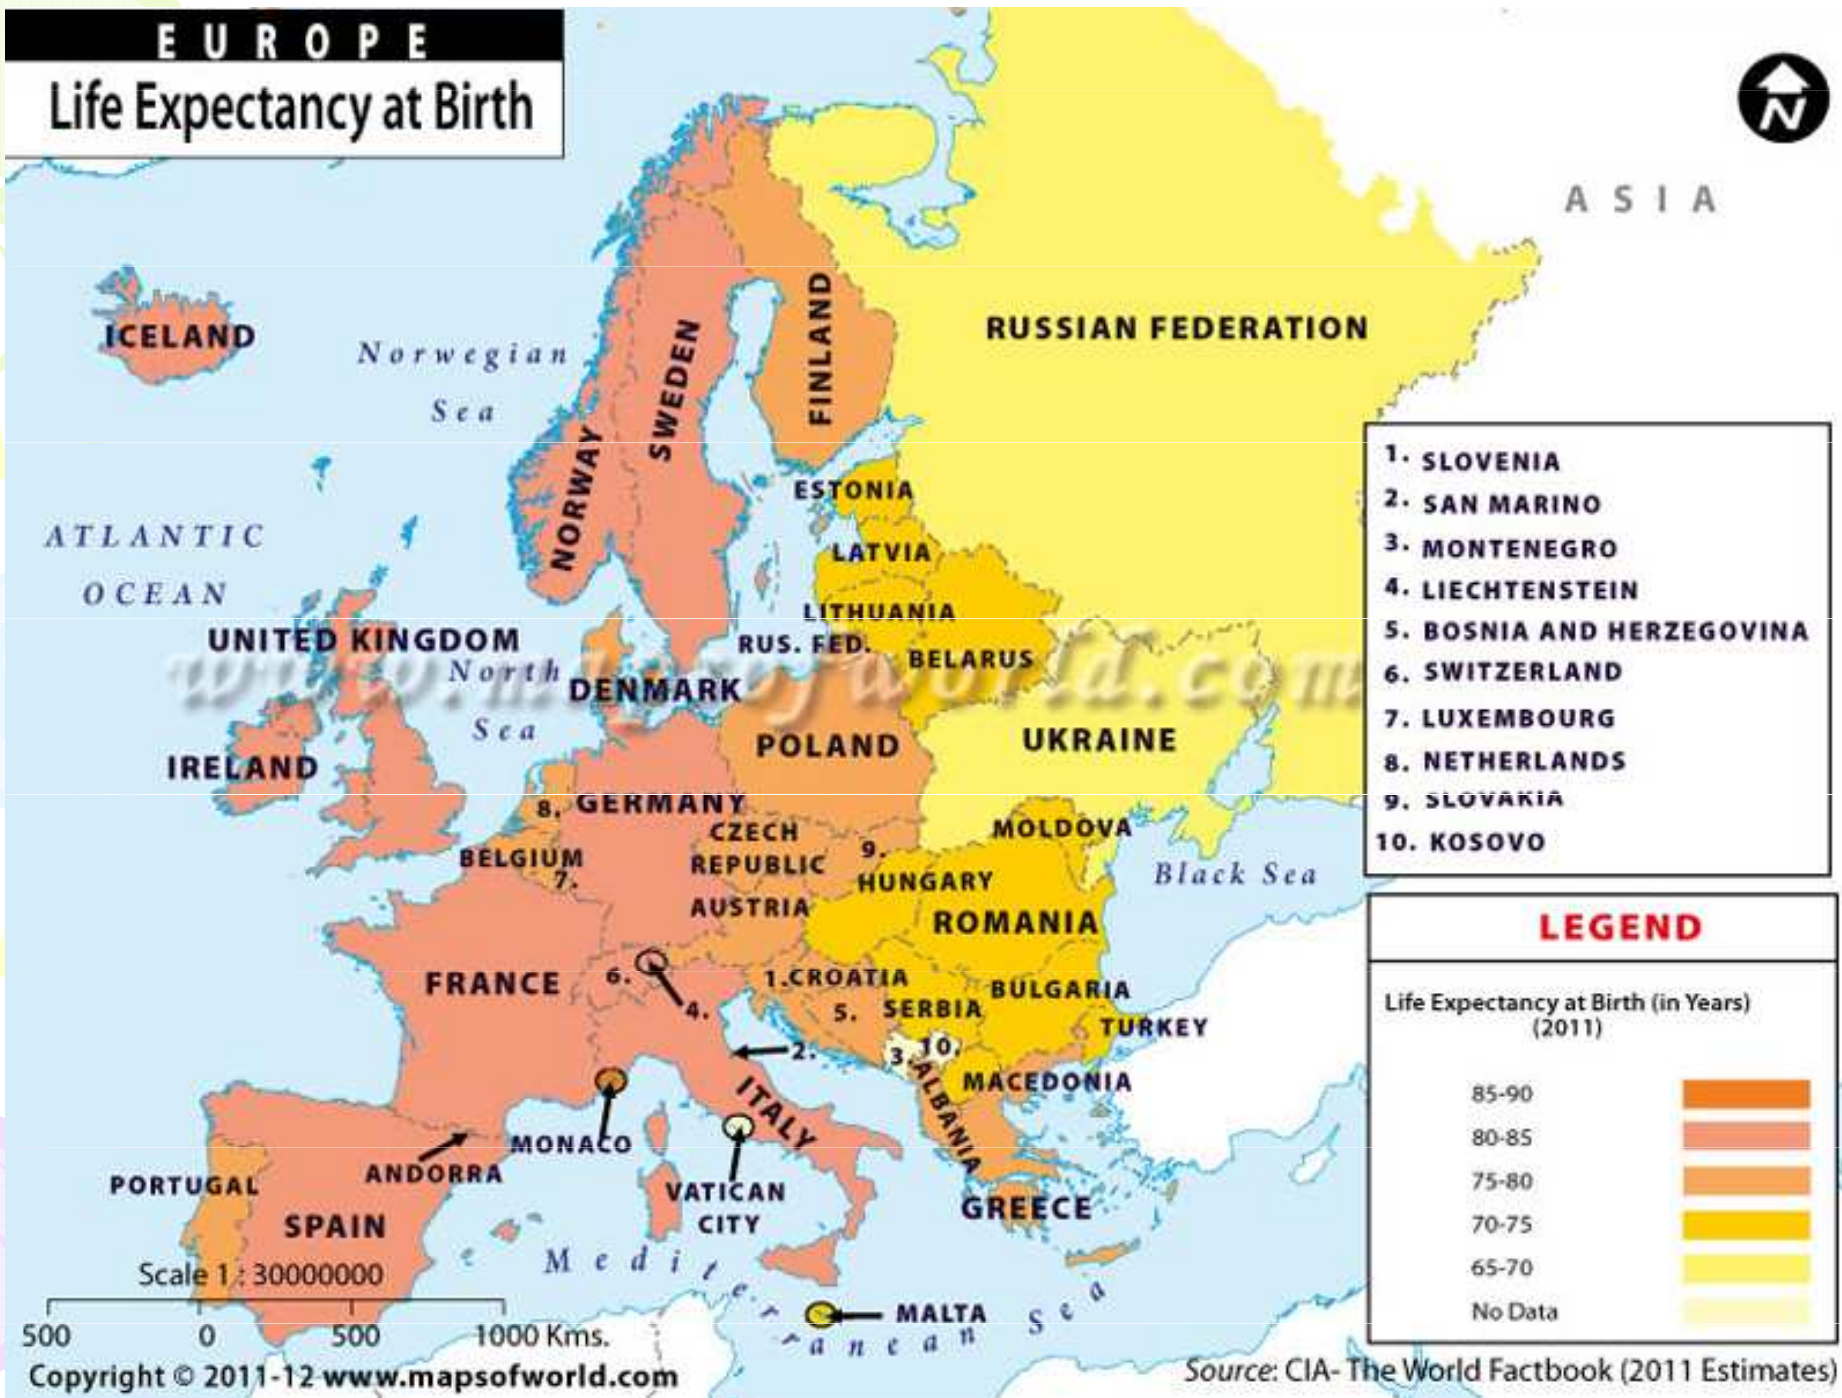 EUROPE
Life Expectancy at Birth
N
ASIA
ICELAND
Norwegian
Sea
SWEDEN
FINLAND
NORWAY
RUSSIAN FEDERATION
ATLANTIC
OCEAN
ESTONIA
LATVIA
LITHUANIA
RUS. FED.
BELARUS
UNITED KINGDOM
North
Sea
DENMARK
www.mapsofworld.com
IRELAND
POLAND
UKRAINE
8.
GERMANY
CZECH
REPUBLIC
9.
MOLDOVA
BELGIUM
7.
HUNGARY
AUSTRIA
ROMANIA
Black Sea
FRANCE
6.
4.
1.
CROATIA
5.
SERBIA
BULGARIA
TURKEY
2.
3.
10.
MACEDONIA
ALBANIA
ITALY
MONACO
ANDORRA
PORTUGAL
SPAIN
VATICAN
CITY
GREECE
Mediterranean Sea
MALTA
1. SLOVENIA
2. SAN MARINO
3. MONTENEGRO
4. LIECHTENSTEIN
5. BOSNIA AND HERZEGOVINA
6. SWITZERLAND
7. LUXEMBOURG
8. NETHERLANDS
9. SLOVAKIA
10. KOSOVO
LEGEND
Life Expectancy at Birth (in Years)
(2011)
85-90
80-85
75-80
70-75
65-70
No Data
Scale 1 : 30000000
500 0 500 1000 Kms.
Copyright © 2011-12 www.mapsofworld.com
Source: CIA- The World Factbook (2011 Estimates)